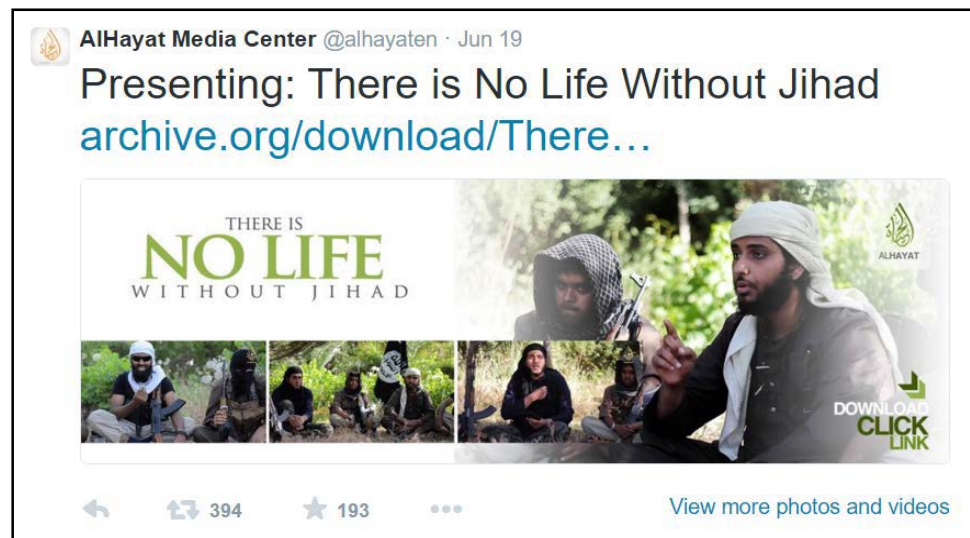 AlHayat Media Center @alhayaten · Jun 19
Presenting: There is No Life Without Jihad
archive.org/download/There…
THERE IS
NO LIFE
WITHOUT JIHAD
ALHAYAT
DOWNLOAD
CLICK
LINK
394 193
View more photos and videos